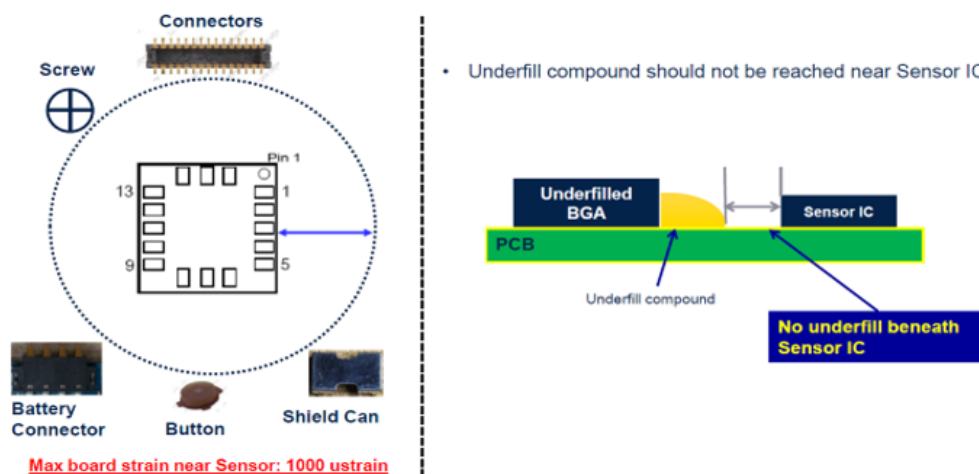 Connectors
Screw
Pin 1
13
1
9
5
Battery
Connector
Button
Shield Can
Max board strain near Sensor: 1000 ustrain
• Underfill compound should not be reached near Sensor IC
Underfilled
BGA
Sensor IC
PCB
Underfill compound
No underfill beneath
Sensor IC